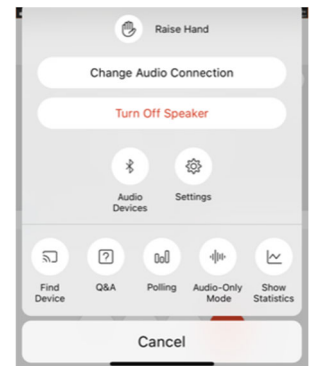 Raise Hand
Change Audio Connection
Turn Off Speaker
Audio
Devices
Settings
Find
Device
Q&A
Polling
Audio-Only
Mode
Show
Statistics
Cancel